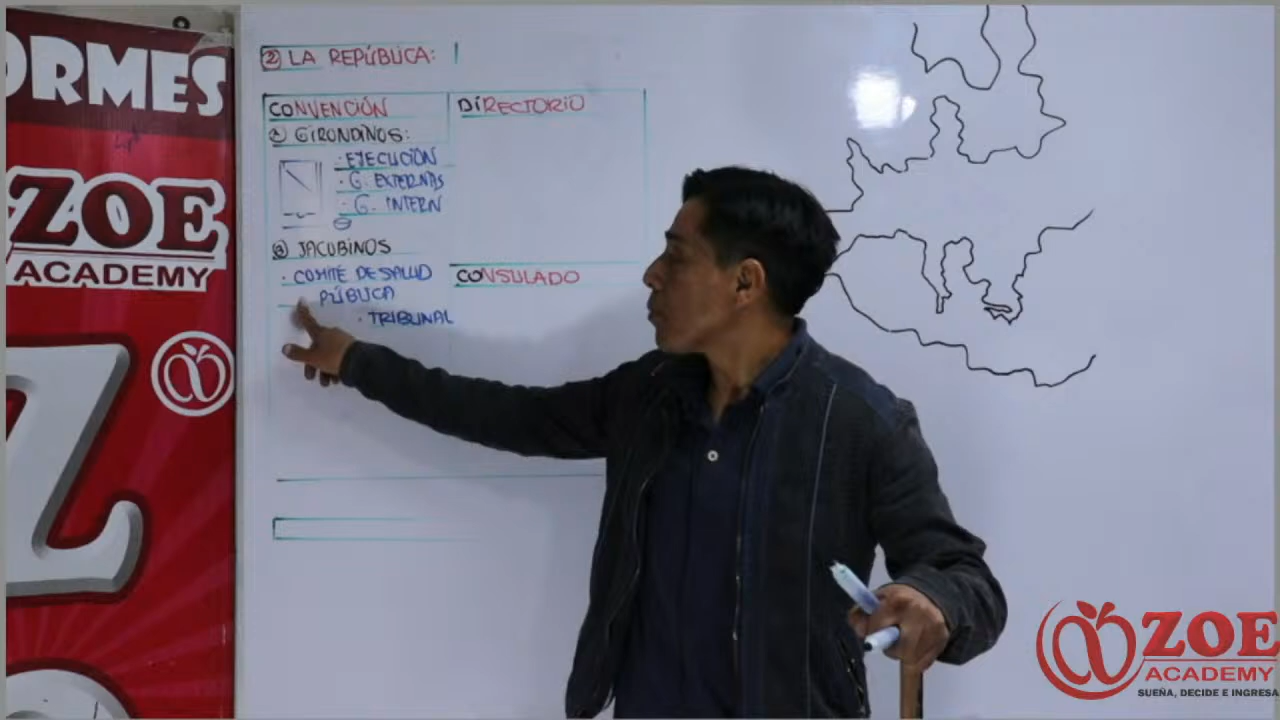 ORMES
ZOE
ACADEMY
Z
② LA REPÚBLICA:
CONVENCIÓN
① GIRONDINOS:
· EJECUCIÓN
· G. EXTERNAS
· G. INTERN
② JACOBINOS
· COMITÉ DE SALUD
PÚBLICA
· TRIBUNAL
DIRECTORIO
CONSULADO
ZOE
ACADEMY
SUEÑA, DECIDE E INGRESA